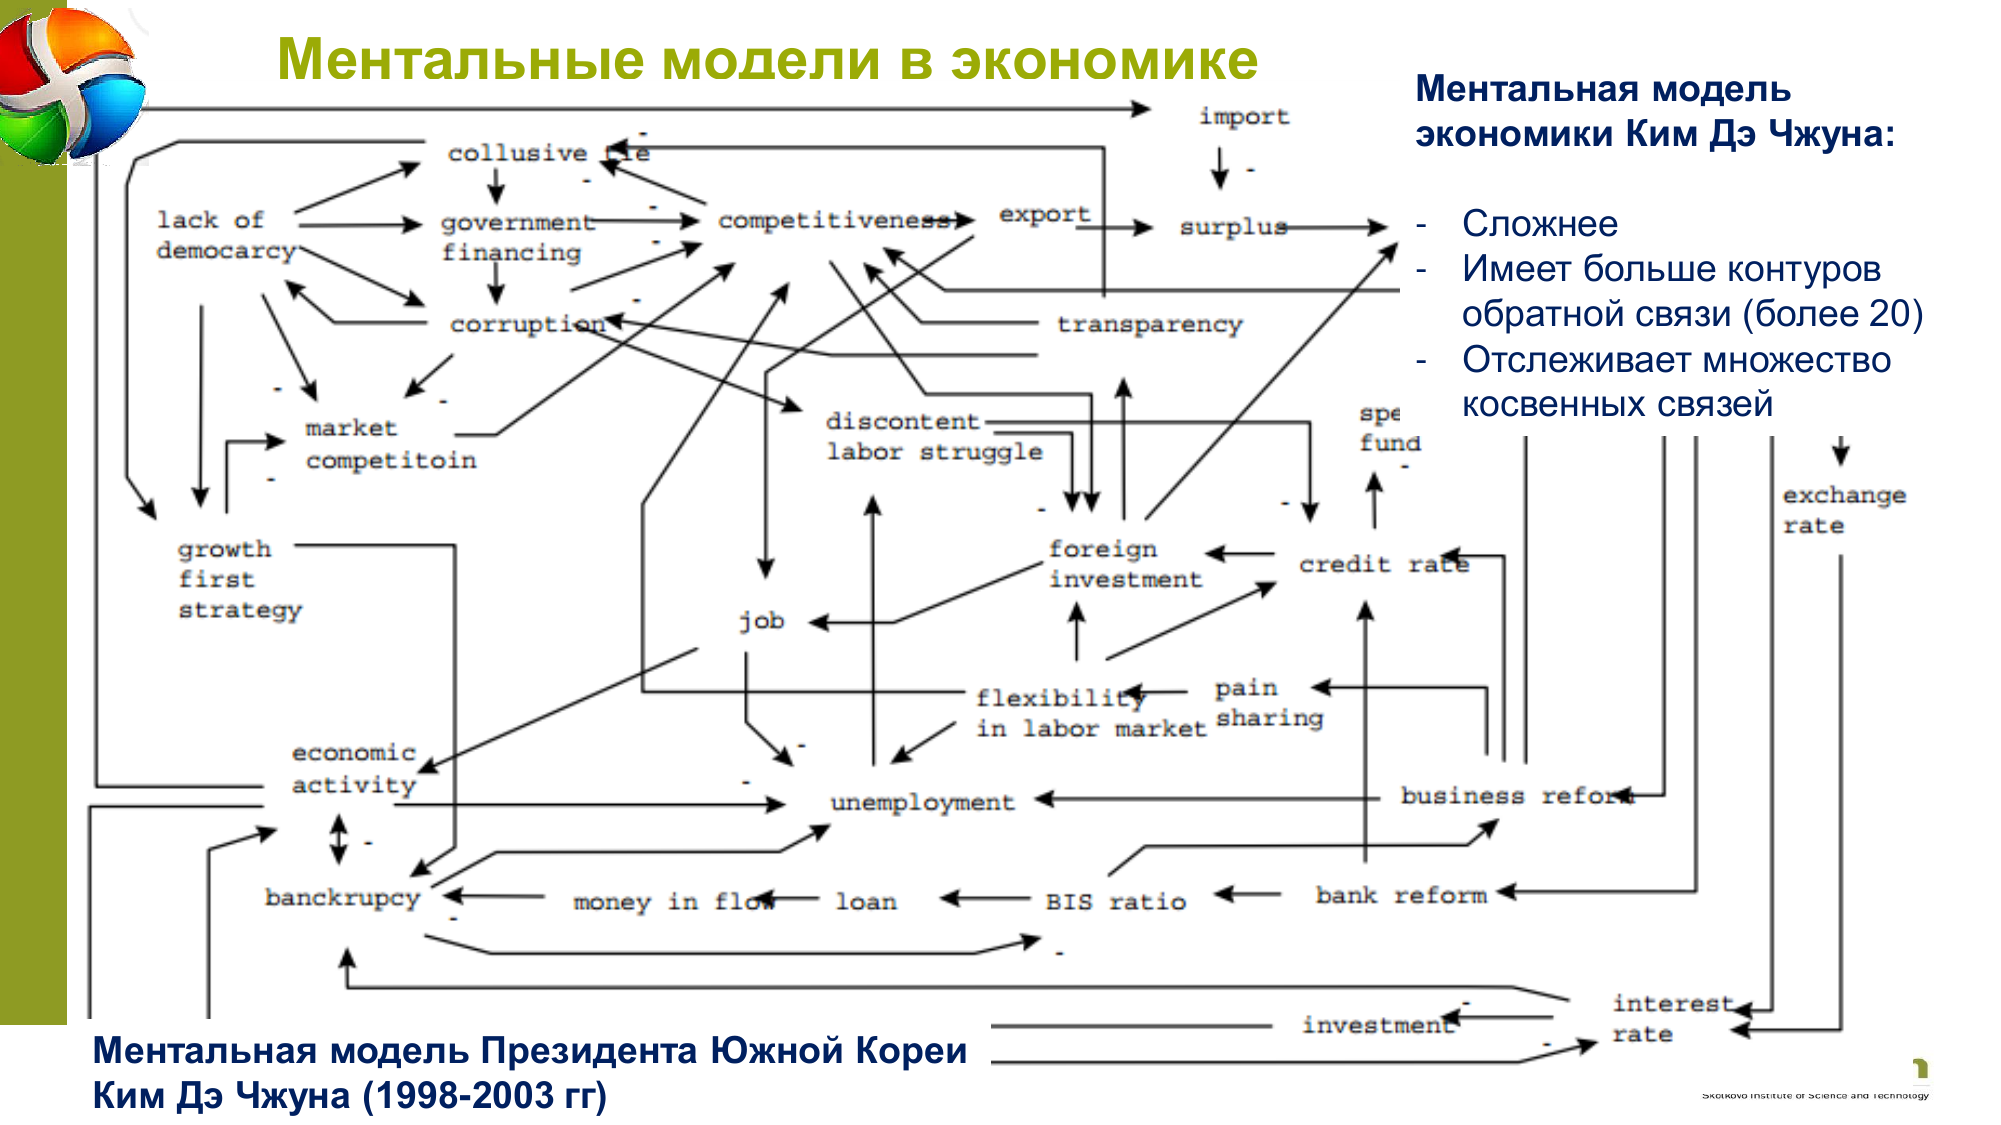 Ментальные модели в экономике
Ментальная модель
экономики Ким Дэ Чжуна:
- Сложнее
- Имеет больше контуров
обратной связи (более 20)
- Отслеживает множество
косвенных связей
import
collusive tie
lack of
democarcy
government
financing
competitiveness
export
surplus
corruption
transparency
market
competitoin
discontent
labor struggle
fund
exchange
rate
growth
first
strategy
foreign
investment
credit rate
job
flexibility
in labor market
pain
sharing
economic
activity
unemployment
business reform
banckrupcy
money in flow
loan
BIS ratio
bank reform
investment
interest
rate
Ментальная модель Президента Южной Кореи
Ким Дэ Чжуна (1998-2003 гг)
Skolkovo Institute of Science and Technology